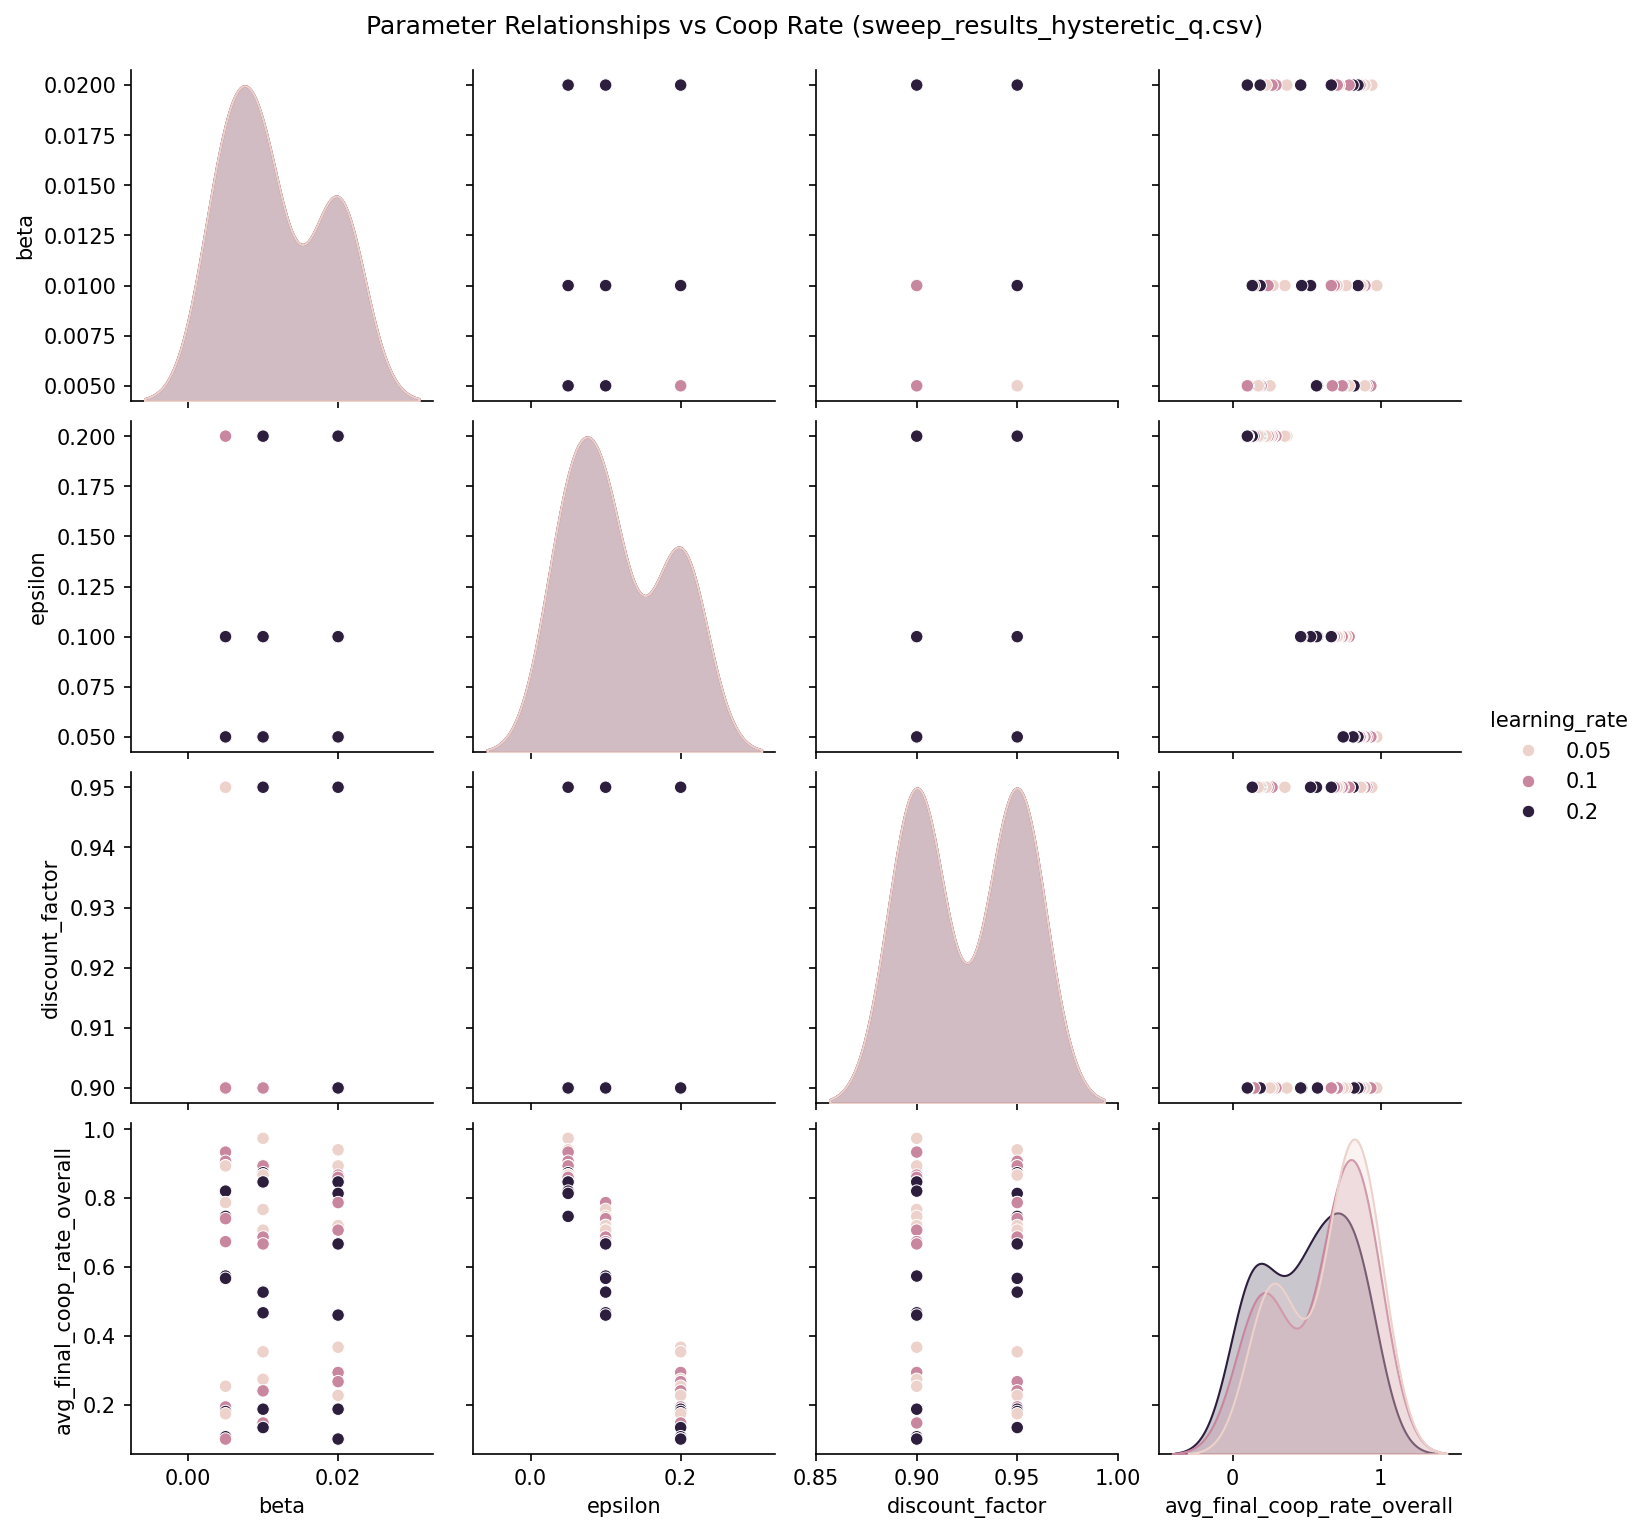 Parameter Relationships vs Coop Rate (sweep_results_hysteretic_q.csv)
0.0200
0.0175
0.0150
0.0125
0.0100
0.0075
0.0050
beta
0.200
0.175
0.150
0.125
0.100
0.075
0.050
epsilon
learning_rate
0.05
0.1
0.2
0.95
0.94
0.93
0.92
0.91
0.90
discount_factor
1.0
0.8
0.6
0.4
0.2
avg_final_coop_rate_overall
0.00 0.02
0.0 0.2
0.85 0.90 0.95 1.00
0 1
beta
epsilon
discount_factor
avg_final_coop_rate_overall